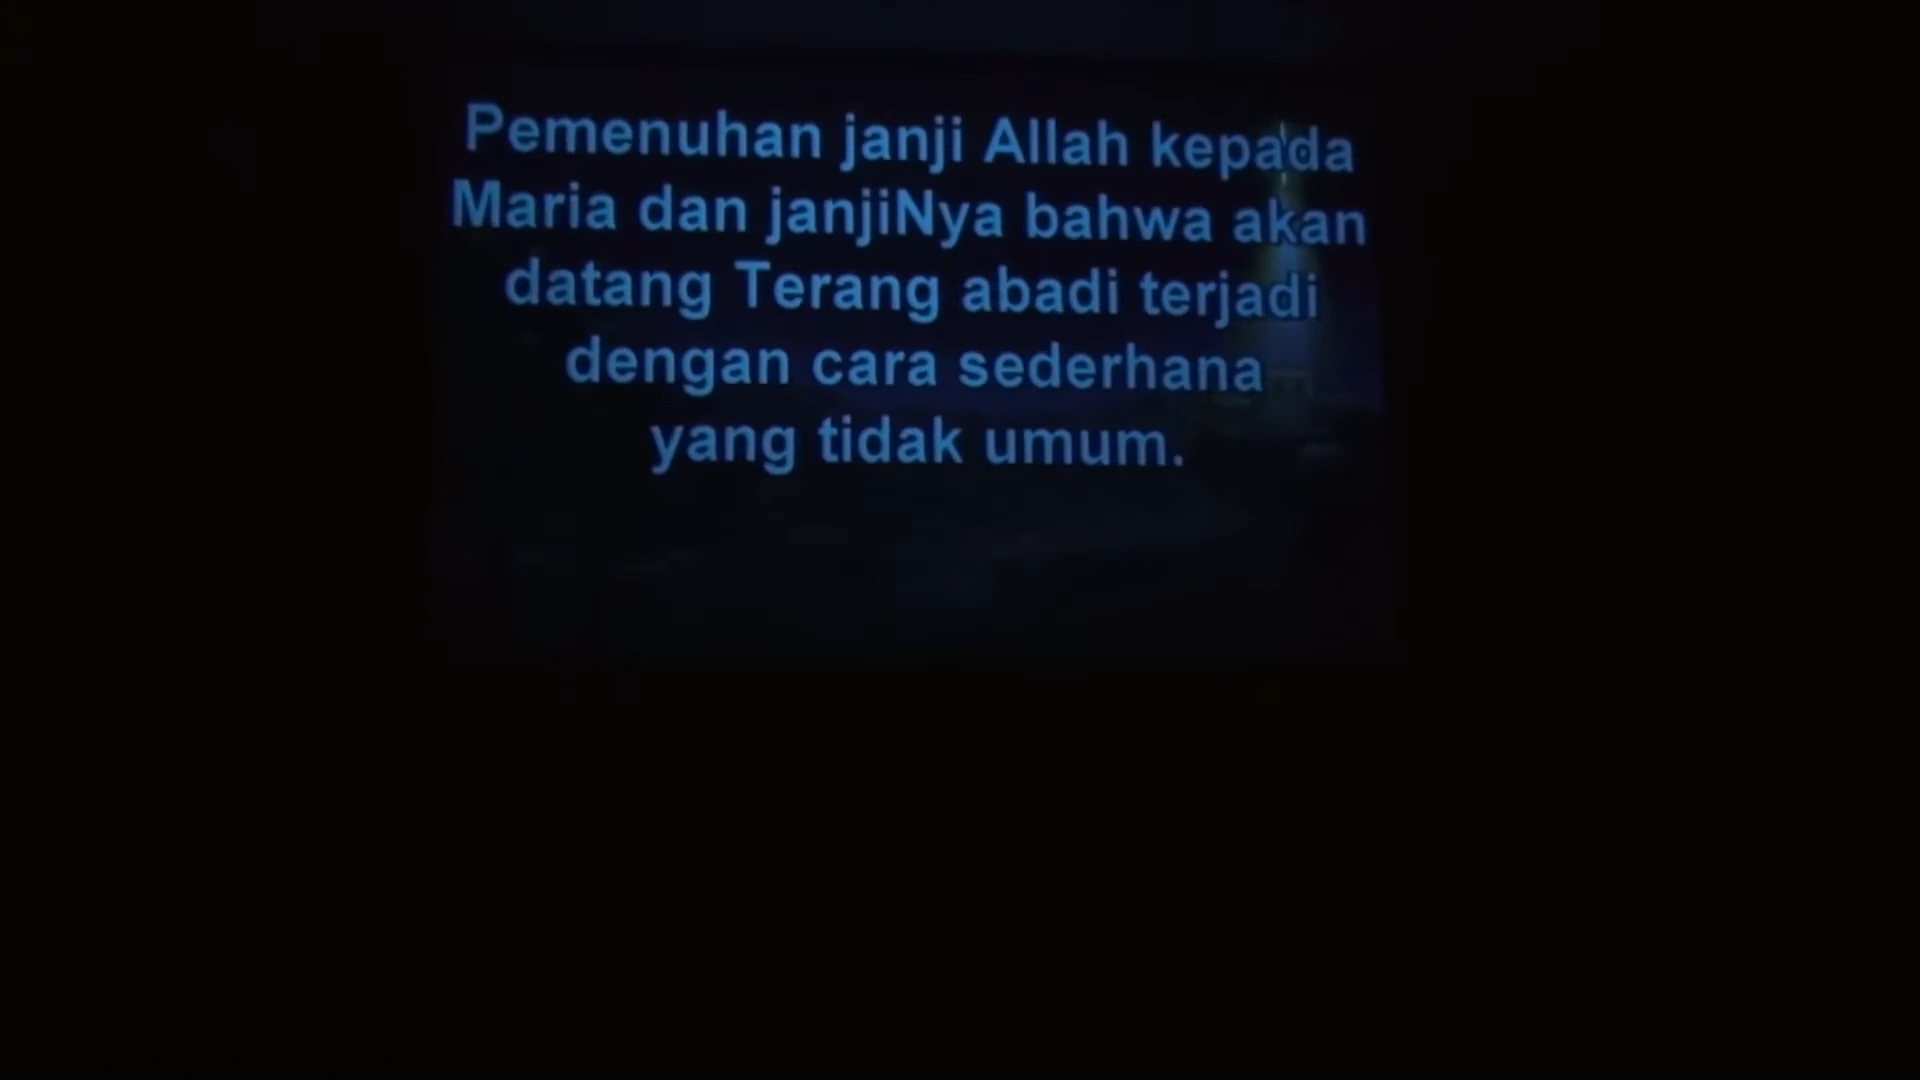 Pemenuhan janji Allah kepada
Maria dan janjiNya bahwa akan
datang Terang abadi terjadi
dengan cara sederhana
yang tidak umum.